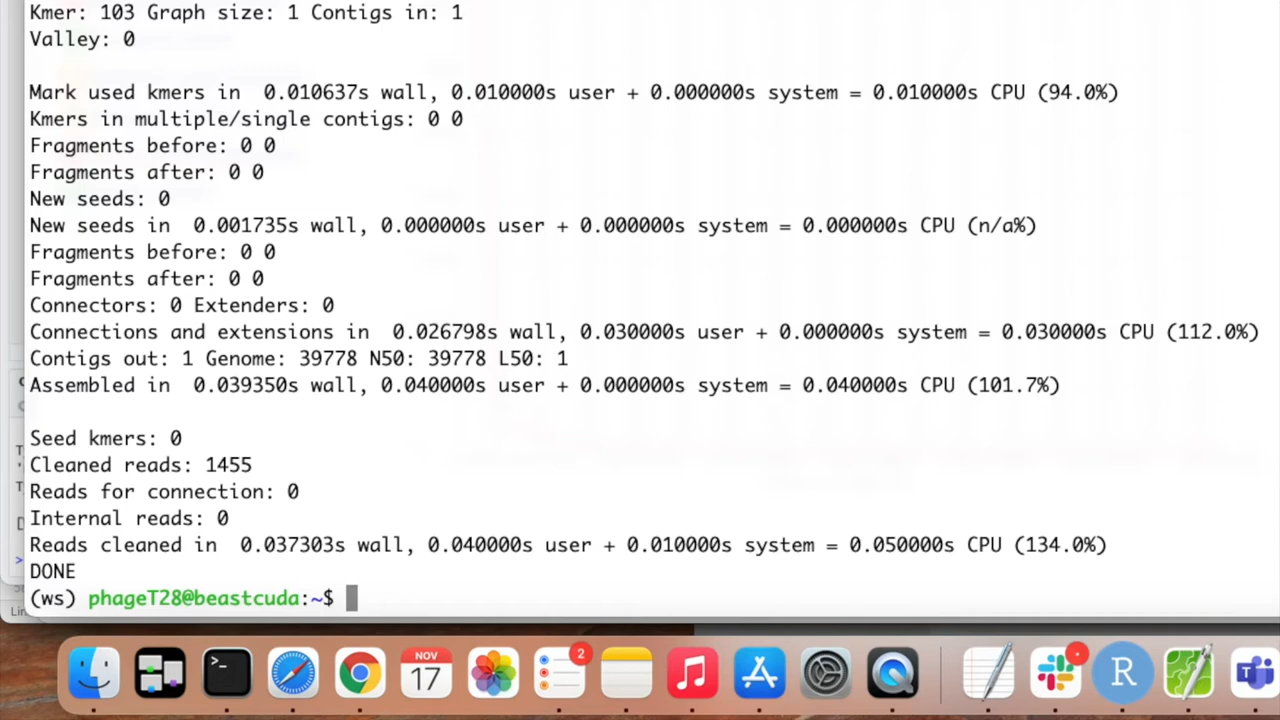 Kmer: 103 Graph size: 1 Contigs in: 1
Valley: 0
Mark used kmers in  0.010637s wall, 0.010000s user + 0.000000s system = 0.010000s CPU (94.0%)
Kmers in multiple/single contigs: 0 0
Fragments before: 0 0
Fragments after: 0 0
New seeds: 0
New seeds in  0.001735s wall, 0.000000s user + 0.000000s system = 0.000000s CPU (n/a%)
Fragments before: 0 0
Fragments after: 0 0
Connectors: 0 Extenders: 0
Connections and extensions in  0.026798s wall, 0.030000s user + 0.000000s system = 0.030000s CPU (112.0%)
Contigs out: 1 Genome: 39778 N50: 39778 L50: 1
Assembled in  0.039350s wall, 0.040000s user + 0.000000s system = 0.040000s CPU (101.7%)
Seed kmers: 0
Cleaned reads: 1455
Reads for connection: 0
Internal reads: 0
Reads cleaned in  0.037303s wall, 0.040000s user + 0.010000s system = 0.050000s CPU (134.0%)
DONE
(ws) phageT28@beastcuda:~$
>_
NOV
17
2
R
T